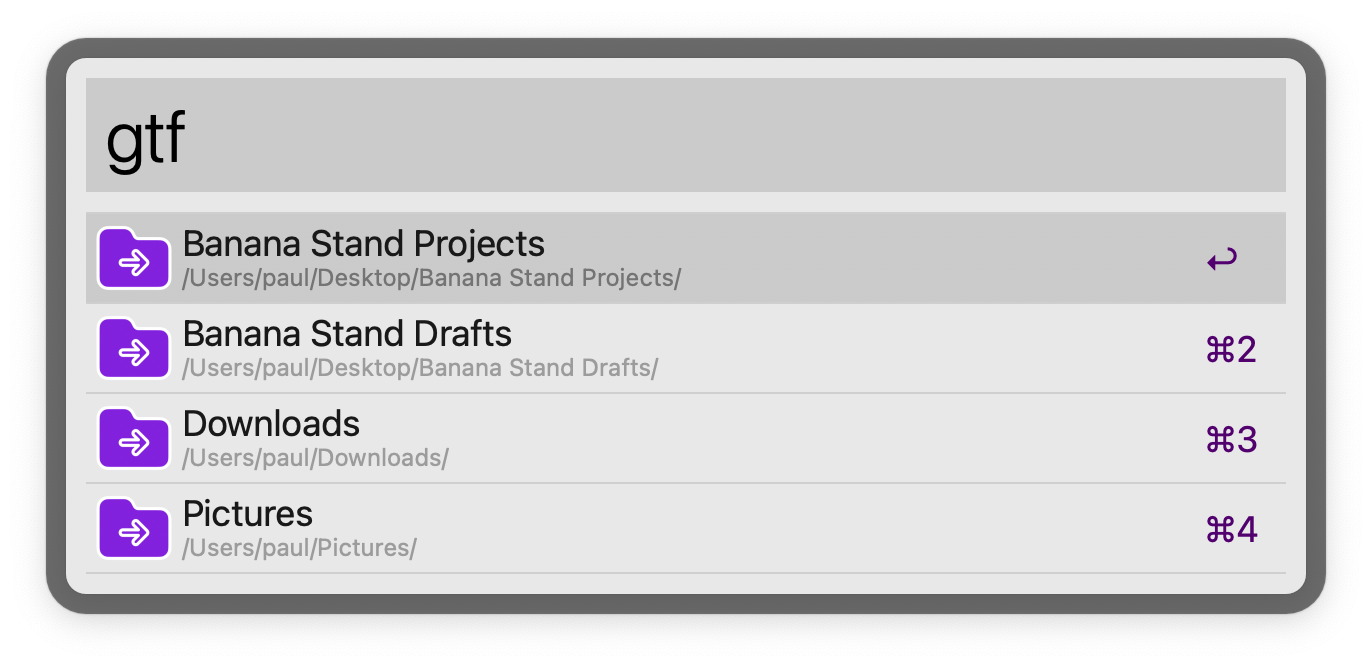 gtf
Banana Stand Projects
/Users/paul/Desktop/Banana Stand Projects/
↩
Banana Stand Drafts
/Users/paul/Desktop/Banana Stand Drafts/
⌘2
Downloads
/Users/paul/Downloads/
⌘3
Pictures
/Users/paul/Pictures/
⌘4